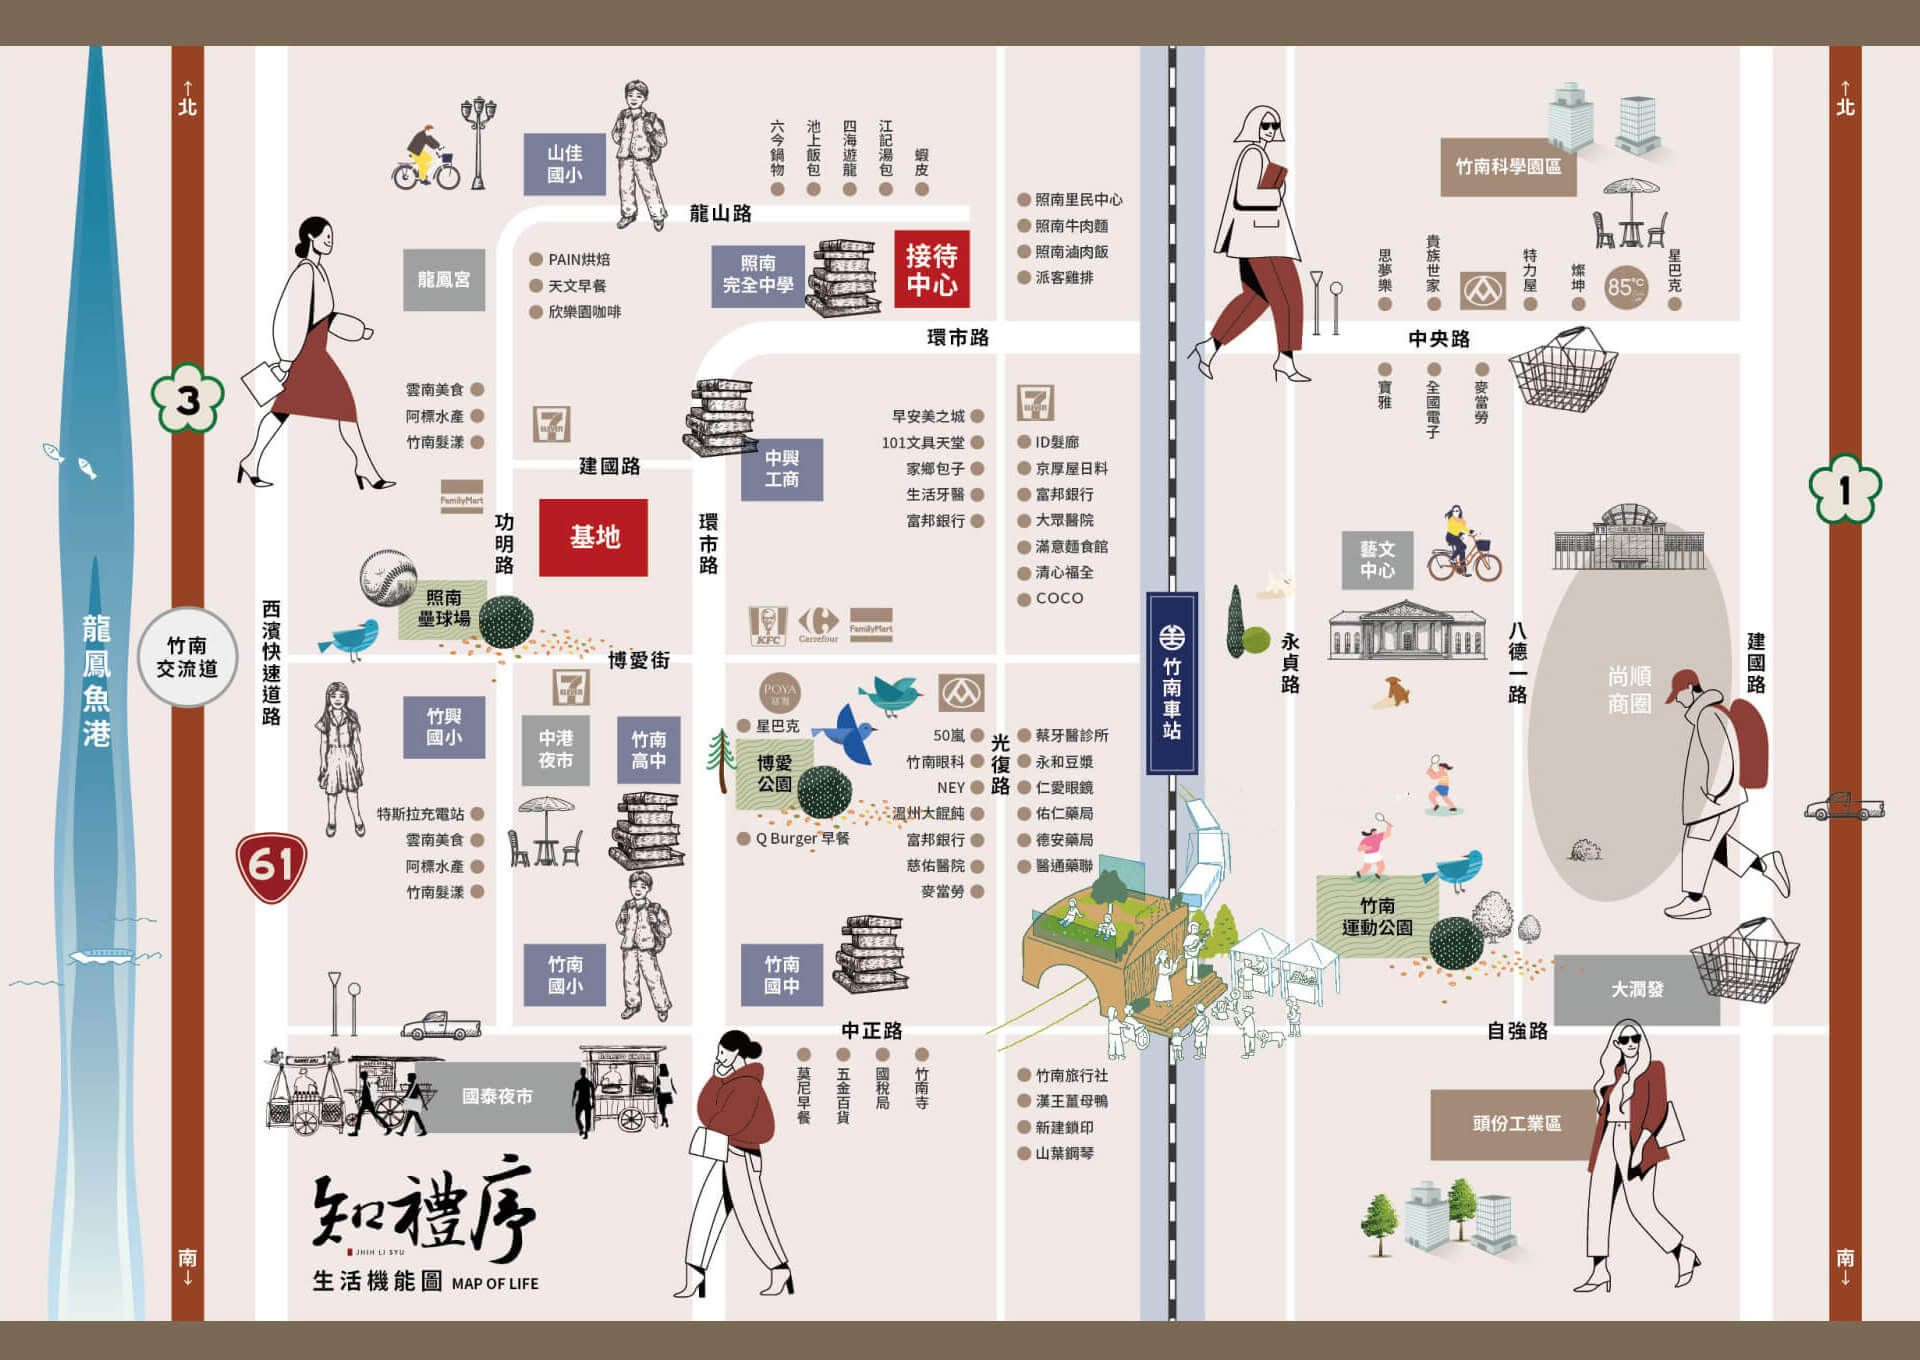 ↑北
3
竹南
交流道
南↓
龍鳳魚港
西濱快速道路
61
山佳
國小
龍鳳宮
PAIN烘焙
天文早餐
欣樂園咖啡
龍山路
六今鍋物
池上飯包
四海遊龍
江記湯包
蝦皮
照南
完全中學
接待
中心
環市路
照南里民中心
照南牛肉麵
照南滷肉飯
派客雞排
雲南美食
阿標水產
竹南髮漾
FamilyMart
7
ELEVEN
建國路
基地
功明路
環市路
中興
工商
早安美之城
101文具天堂
家鄉包子
生活牙醫
富邦銀行
7
ELEVEN
ID髮廊
京厚屋日料
富邦銀行
大眾醫院
滿意麵食館
清心福全
COCO
照南
壘球場
博愛街
KFC
Carrefour
FamilyMart
竹興
國小
7
ELEVEN
中港
夜市
竹南
高中
特斯拉充電站
雲南美食
阿標水產
竹南髮漾
POYA
寶雅
星巴克
博愛
公園
Q Burger 早餐
50嵐
竹南眼科
NEY
溫州大餛飩
富邦銀行
慈佑醫院
麥當勞
光復路
蔡牙醫診所
永和豆漿
仁愛眼鏡
佑仁藥局
德安藥局
醫通藥聯
竹南
國小
竹南
國中
中正路
國泰夜市
莫尼早餐
五金百貨
國稅局
竹南寺
竹南旅行社
漢王薑母鴨
新建鎖印
山葉鋼琴
知禮序
JHIH LI SYU
生活機能圖 MAP OF LIFE
竹南車站
竹南科學園區
思夢樂
貴族世家
特力屋
燦坤
85°C
星巴克
中央路
寶雅
全國電子
麥當勞
藝文
中心
永貞路
八德一路
尚順
商圈
建國路
竹南
運動公園
大潤發
自強路
頭份工業區
↑北
1
南↓